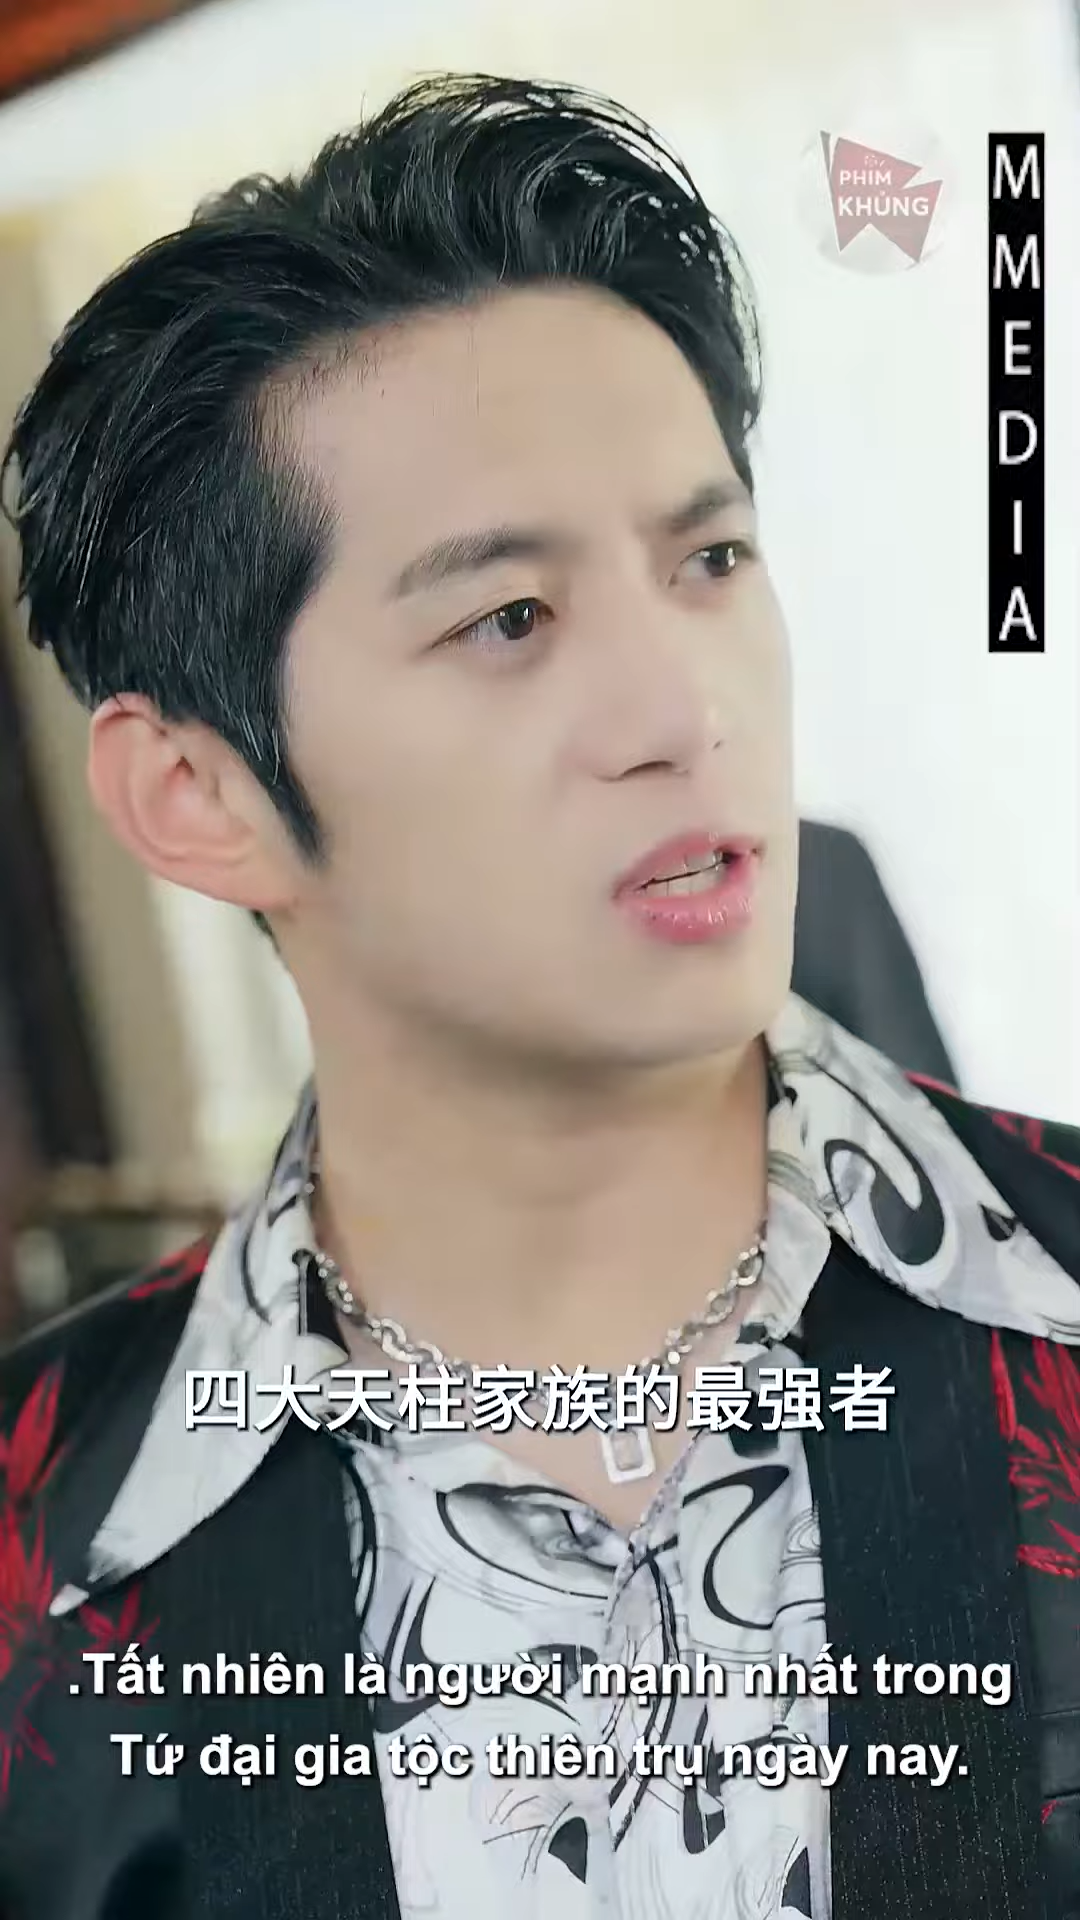 PHIM
KHỦNG
MMEDIA
四大天柱家族的最强者
.Tất nhiên là người mạnh nhất trong
Tứ đại gia tộc thiên trụ ngày nay.